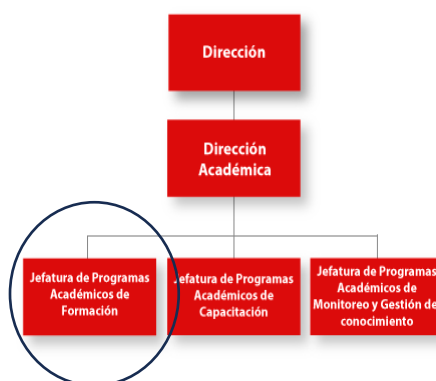 Dirección
Dirección
Académica
Jefatura de Programas
Académicos de
Formación
Jefatura de Programas
Académicos de
Capacitación
Jefatura de Programas
Académicos de
Monitoreo y Gestión de
conocimiento